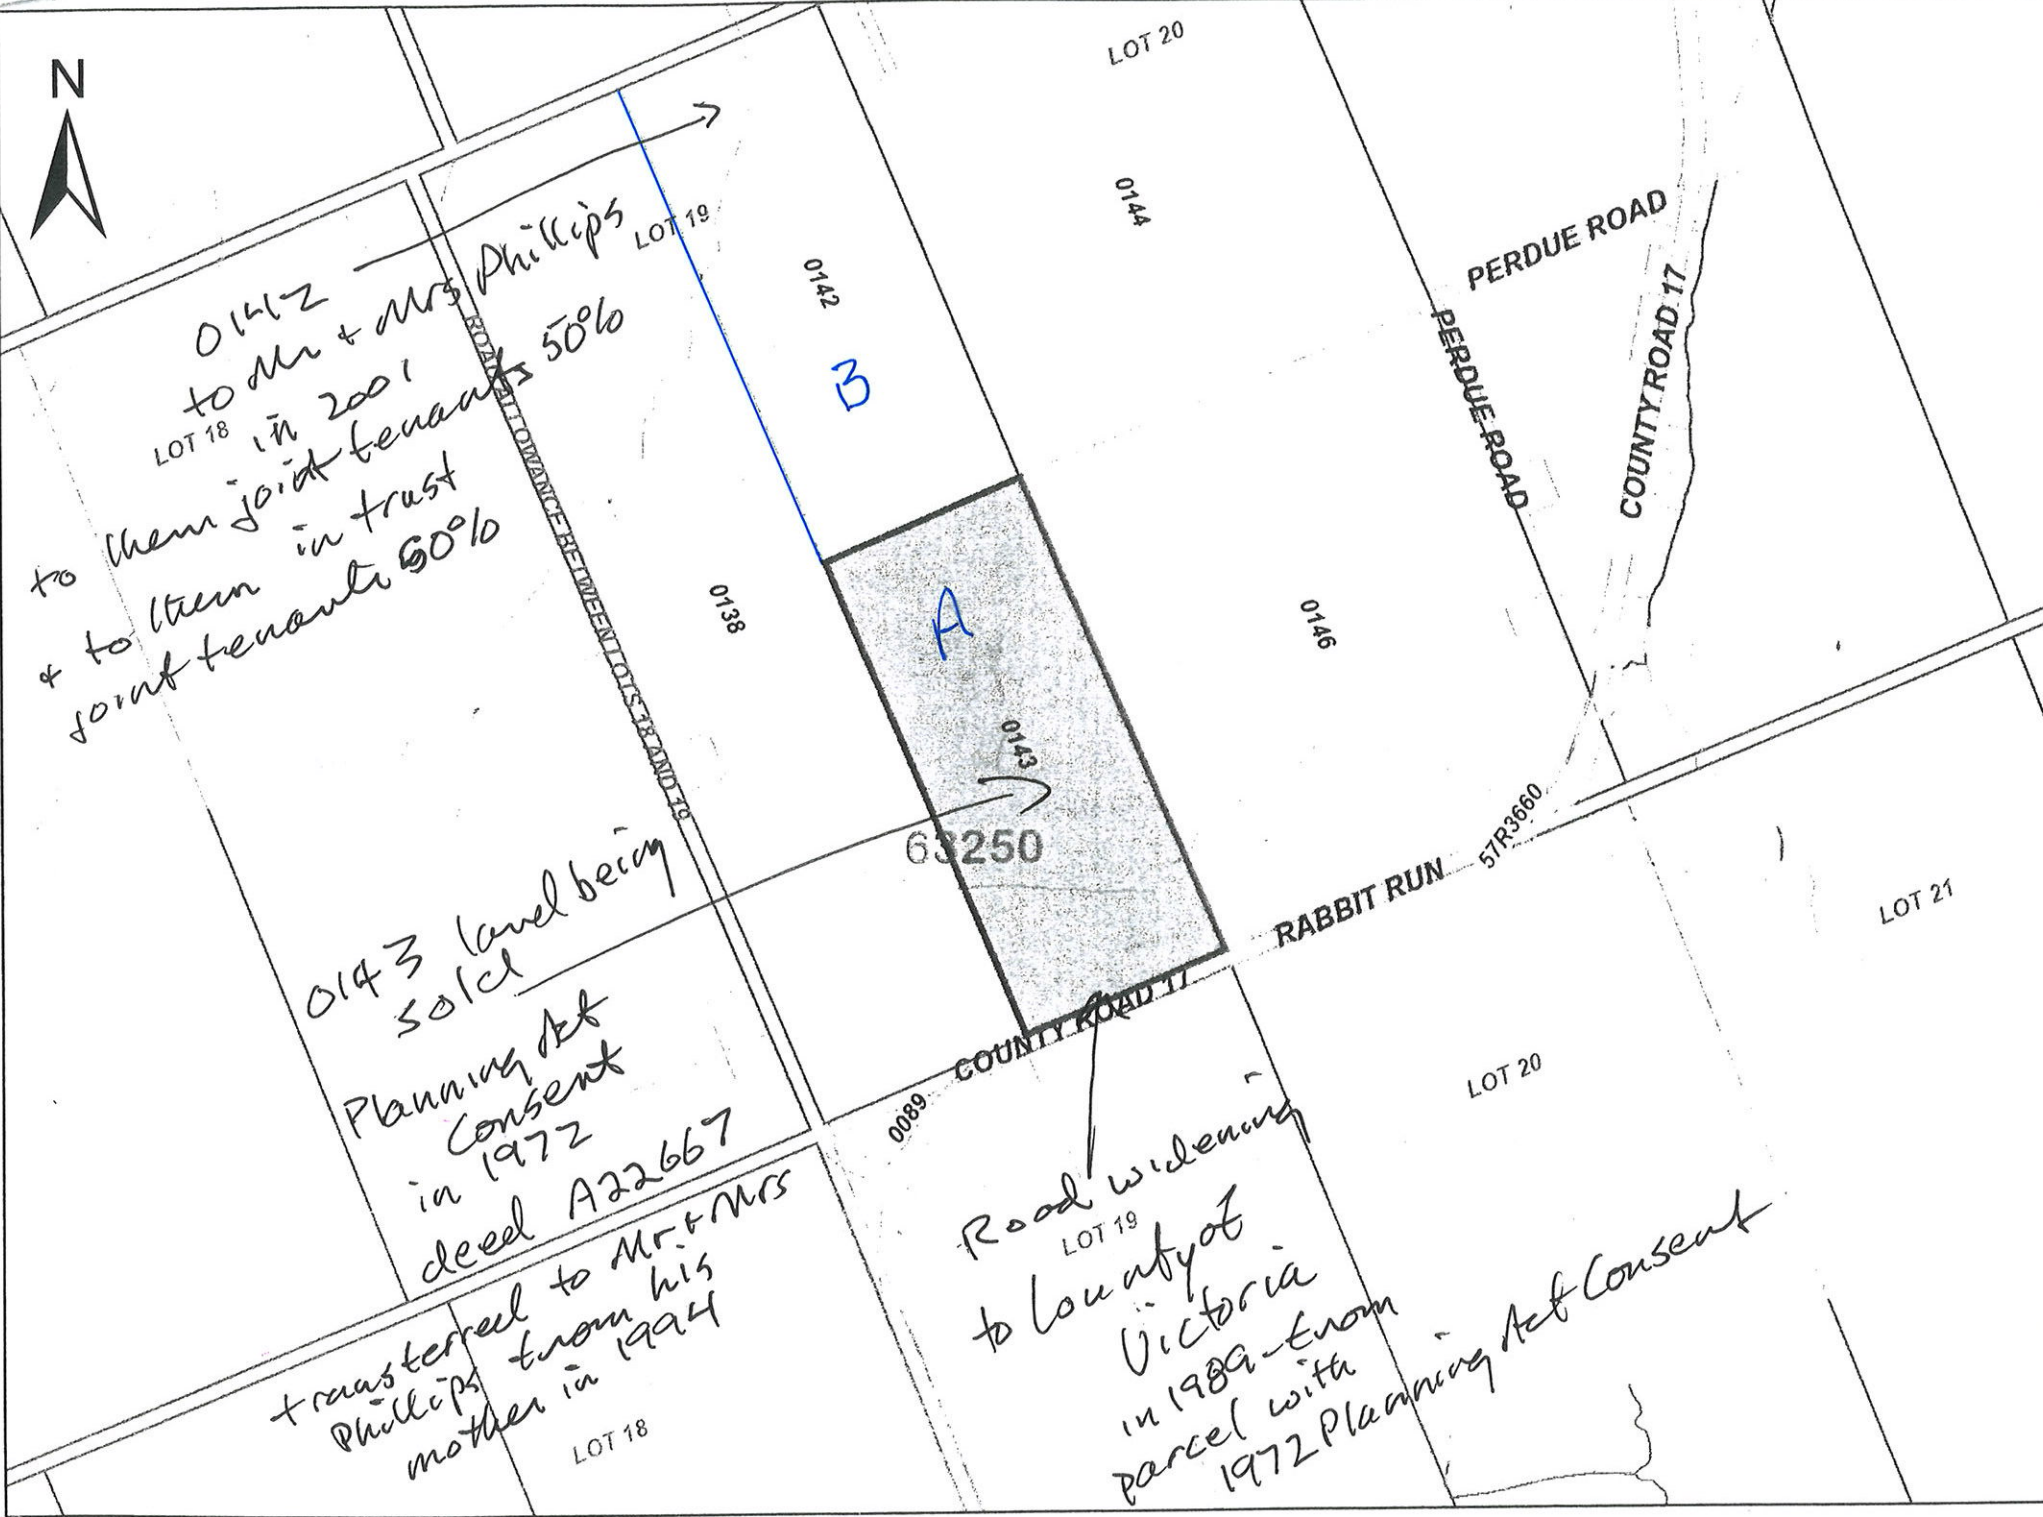 N
LOT 20
0142
to Mr + Mrs Phillips
in 2001
to them joint tenants 50%
+ to them in trust
joint tenants 50%
LOT 18
LOT 19
0142
B
0144
PERDUE ROAD
PERDUE ROAD
COUNTY ROAD 17
ROAD ALLOWANCE BETWEEN LOTS 18 AND 19
0138
A
0143
0146
63250
57R3660
RABBIT RUN
COUNTY ROAD 17
0089
LOT 21
LOT 20
0143 land being
sold
Planning Act
Consent
in 1972
deed A22667
transferred to Mr + Mrs
Phillips from his
mother in 1994
LOT 18
Road widening
LOT 19
to County of
Victoria
in 1989 - from
parcel with
1972 Planning Act Consent